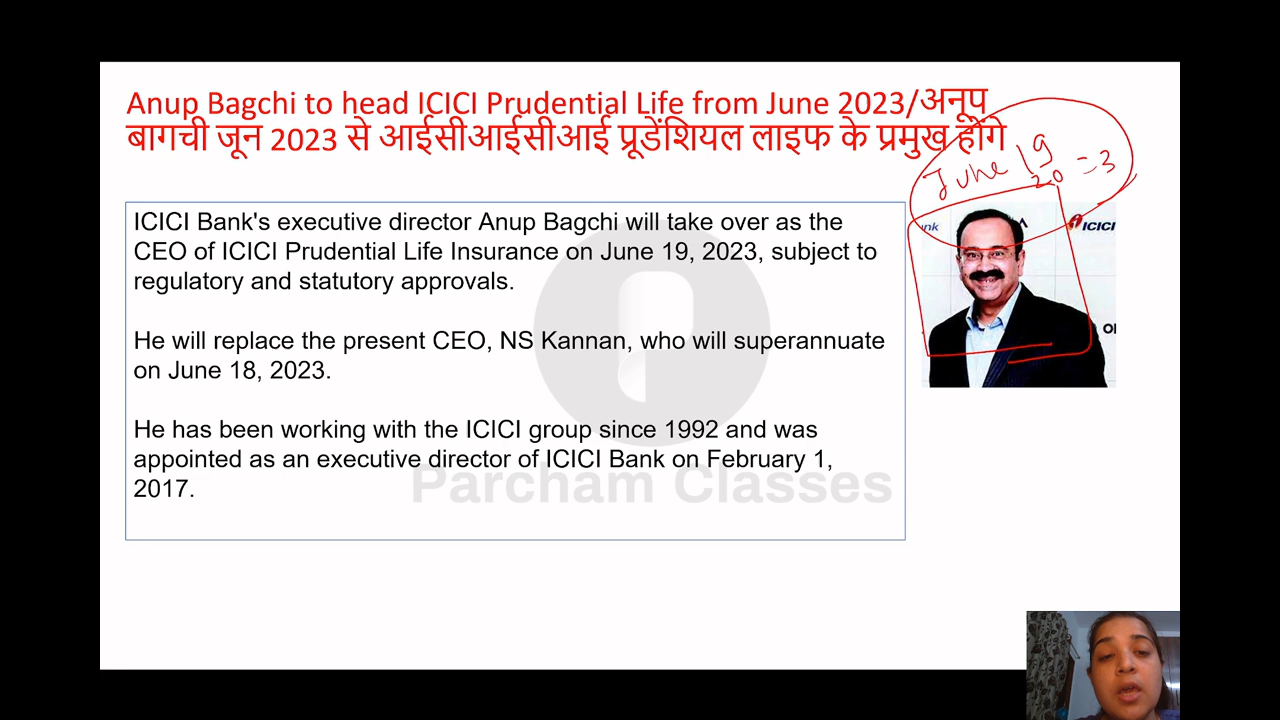 Anup Bagchi to head ICICI Prudential Life from June 2023/अनूप
बागची जून 2023 से आईसीआईसीआई प्रूडेंशियल लाइफ के प्रमुख होंगे
June 19
20 = 3
ICICI Bank's executive director Anup Bagchi will take over as the
CEO of ICICI Prudential Life Insurance on June 19, 2023, subject to
regulatory and statutory approvals.
He will replace the present CEO, NS Kannan, who will superannuate
on June 18, 2023.
He has been working with the ICICI group since 1992 and was
appointed as an executive director of ICICI Bank on February 1,
2017.
ICICI
Parcham Classes